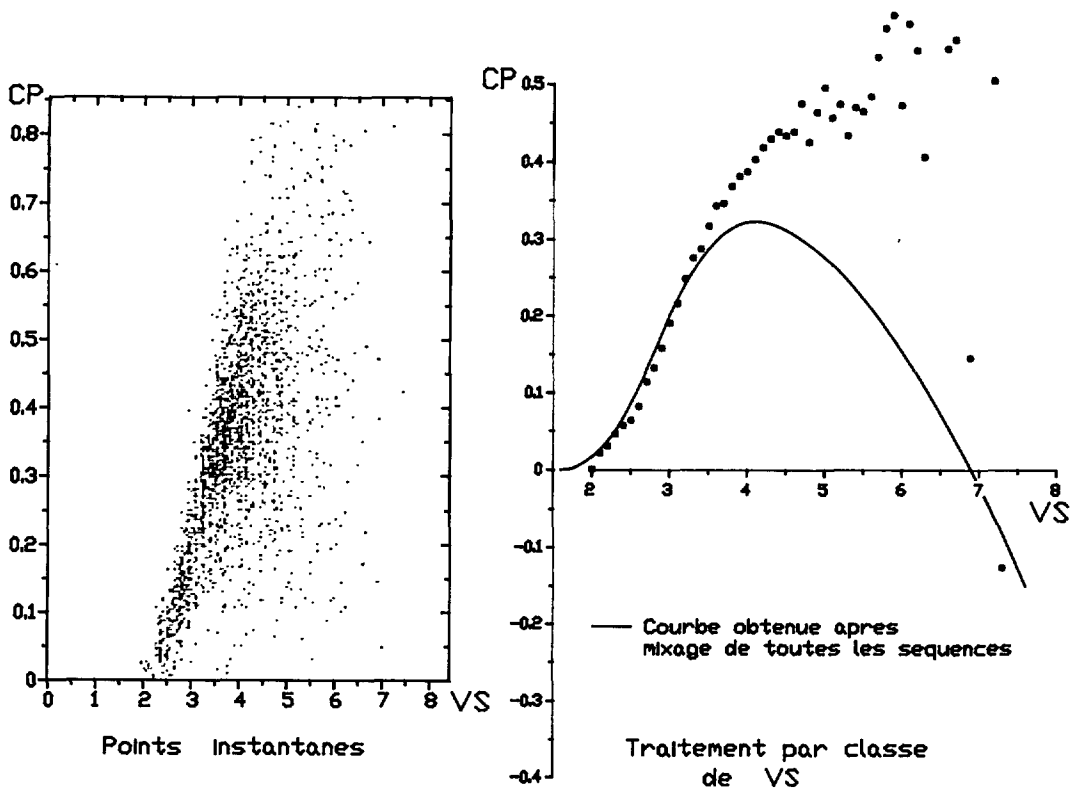 CP
0.8
0.7
0.6
0.5
0.4
0.3
0.2
0.1
0
0 1 2 3 4 5 6 7 8 VS
Points Instantanes
CP
0.5
0.4
0.3
0.2
0.1
0
2 3 4 5 6 7 8
VS
-0.1
-0.2
-0.3
-0.4
Courbe obtenue apres
mixage de toutes les sequences
Traitement par classe
de VS